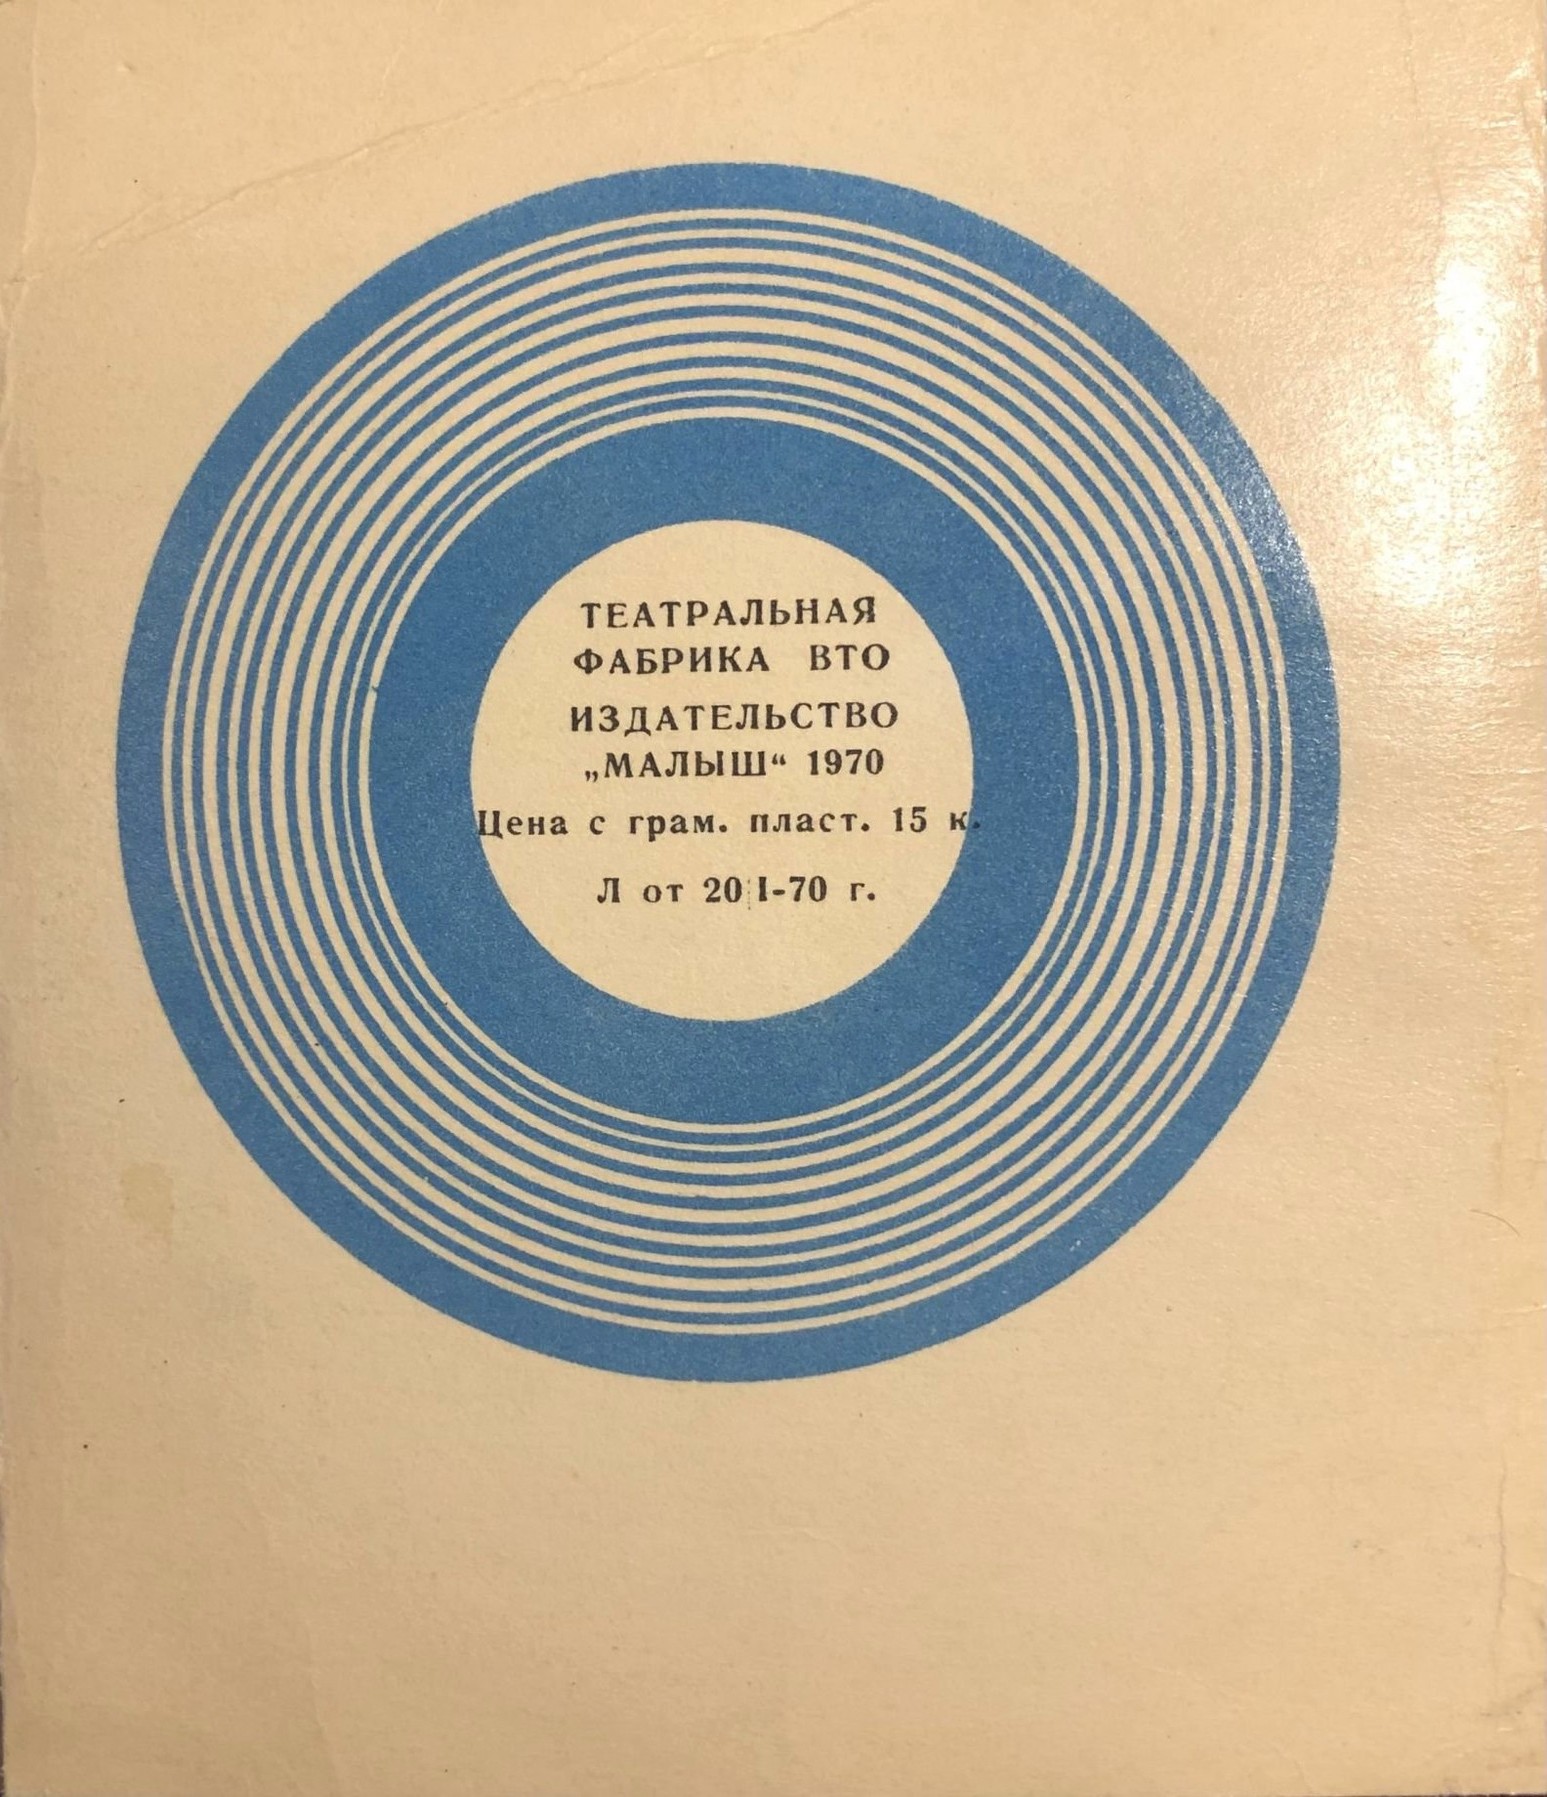 ТЕАТРАЛЬНАЯ
ФАБРИКА ВТО
ИЗДАТЕЛЬСТВО
„МАЛЫШ“ 1970
Цена с грам. пласт. 15 к.
Л от 20 I-70 г.